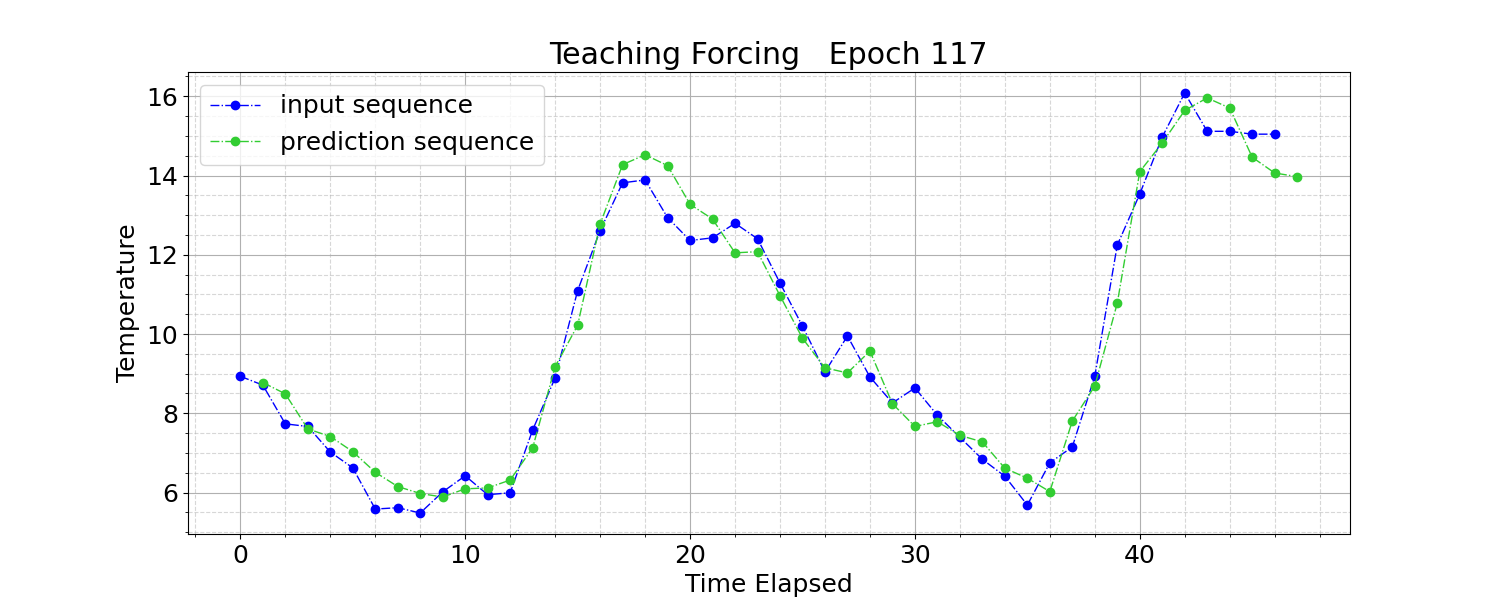 Teaching Forcing   Epoch 117
input sequence
prediction sequence
16
14
12
10
8
6
Temperature
0 10 20 30 40
Time Elapsed